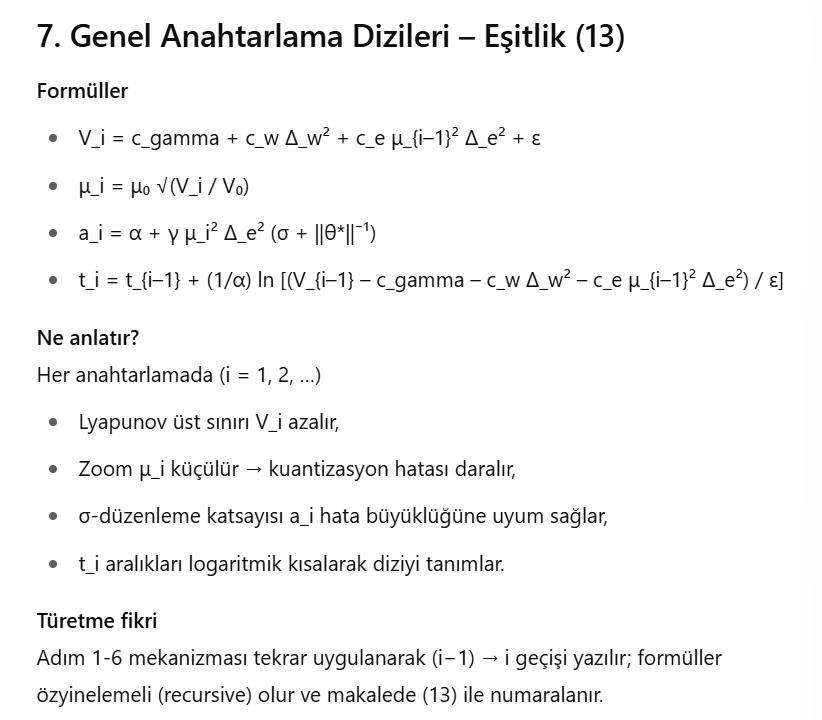 7. Genel Anahtarlama Dizileri – Eşitlik (13)
Formüller
• V_i = c_gamma + c_w Δ_w² + c_e μ_{i–1}² Δ_e² + ε
• μ_i = μ₀ √(V_i / V₀)
• a_i = α + γ μ_i² Δ_e² (σ + ||θ*||⁻¹)
• t_i = t_{i–1} + (1/α) ln [(V_{i–1} – c_gamma – c_w Δ_w² – c_e μ_{i–1}² Δ_e²) / ε]
Ne anlatır?
Her anahtarlamada (i = 1, 2, …)
• Lyapunov üst sınırı V_i azalır,
• Zoom μ_i küçülür → kuantizasyon hatası daralır,
• σ-düzenleme katsayısı a_i hata büyüklüğüne uyum sağlar,
• t_i aralıkları logaritmik kısalarak diziyi tanımlar.
Türetme fikri
Adım 1-6 mekanizması tekrar uygulanarak (i−1) → i geçişi yazılır; formüller
özyinelemeli (recursive) olur ve makalede (13) ile numaralanır.